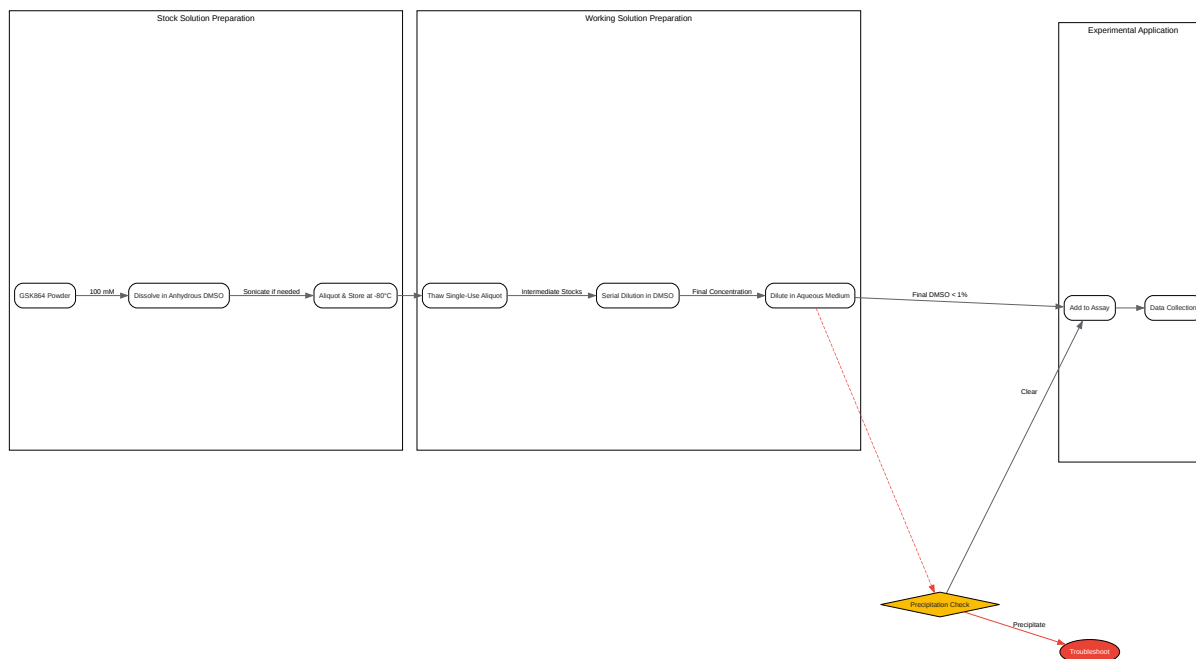 Stock Solution Preparation
Working Solution Preparation
Experimental Application
GSK864 Powder
100 mM
Dissolve in Anhydrous DMSO
Sonicate if needed
Aliquot & Store at -80°C
Thaw Single-Use Aliquot
Intermediate Stocks
Serial Dilution in DMSO
Final Concentration
Dilute in Aqueous Medium
Final DMSO < 1%
Add to Assay
Data Collection
Clear
Precipitation Check
Precipitate
Troubleshoot